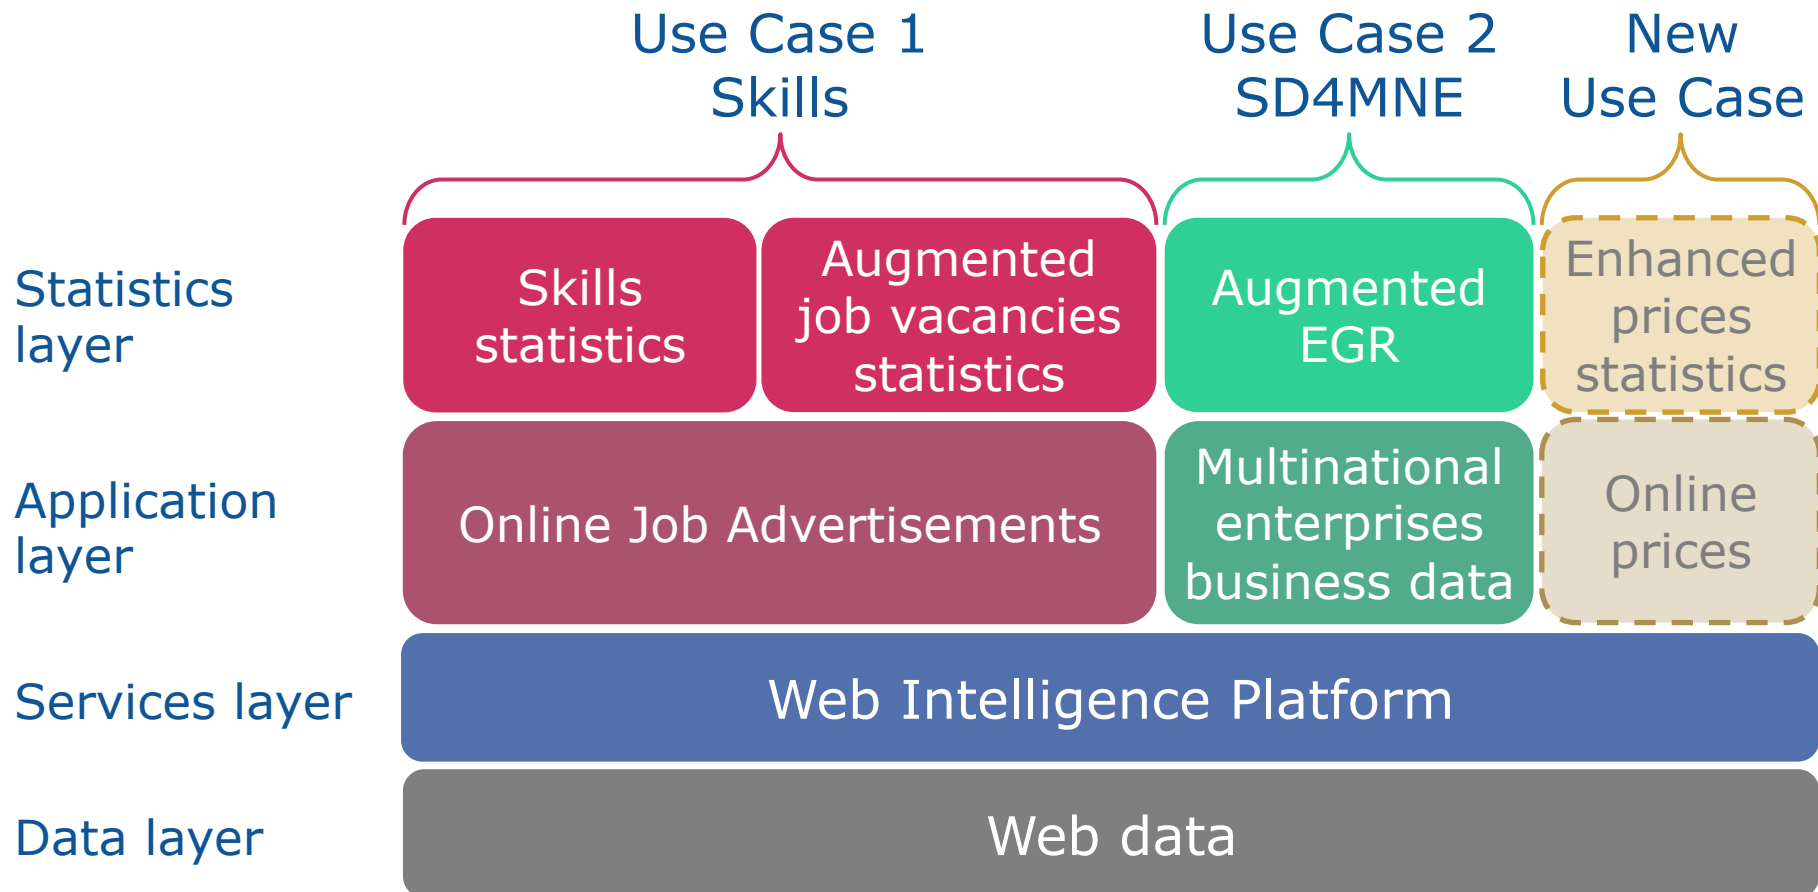 Use Case 1
Skills
Use Case 2
SD4MNE
New
Use Case
Statistics
layer
Skills
statistics
Augmented
job vacancies
statistics
Augmented
EGR
Enhanced
prices
statistics
Application
layer
Online Job Advertisements
Multinational
enterprises
business data
Online
prices
Services layer
Web Intelligence Platform
Data layer
Web data